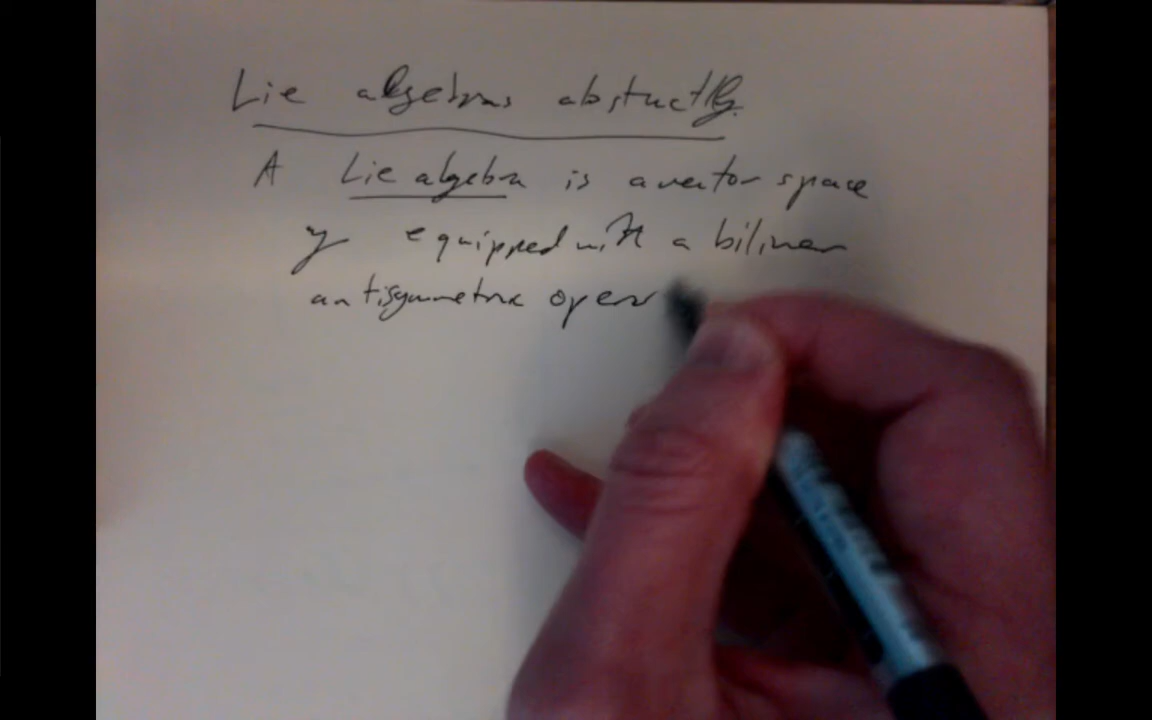 Lie algebras abstractly.
A Lie algebra is a vector space
𝔤 equipped with a bilinear
antisymmetric oper